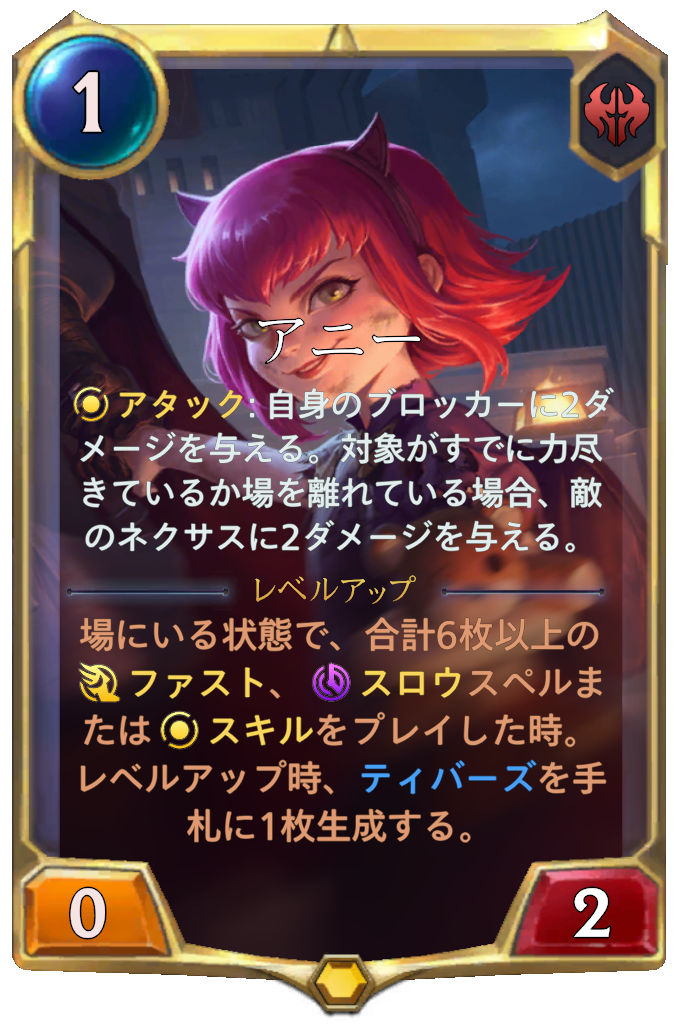 1
アニー
アタック: 自身のブロッカーに2ダ
メージを与える。対象がすでに力尽
きているか場を離れている場合、敵
のネクサスに2ダメージを与える。
レベルアップ
場にいる状態で、合計6枚以上の
ファスト、 スロウスペルま
たは スキルをプレイした時。
レベルアップ時、ティバーズを手
札に1枚生成する。
0
2